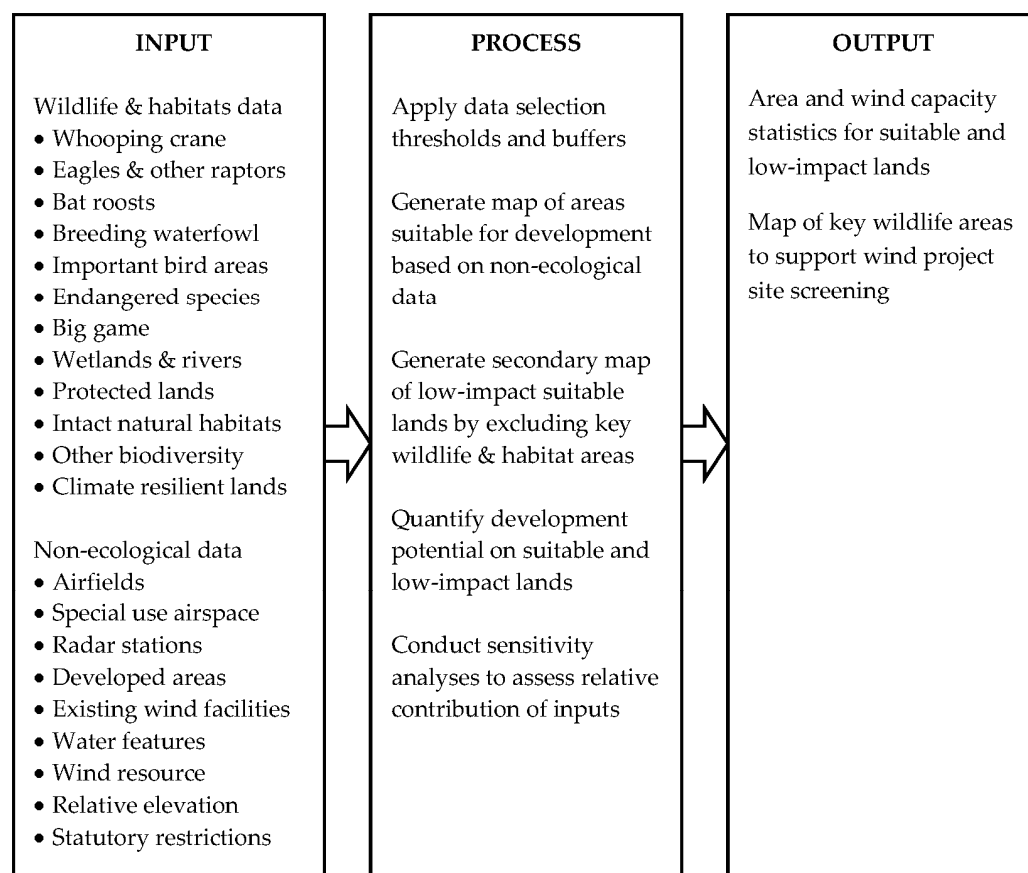 INPUT
Wildlife & habitats data
• Whooping crane
• Eagles & other raptors
• Bat roosts
• Breeding waterfowl
• Important bird areas
• Endangered species
• Big game
• Wetlands & rivers
• Protected lands
• Intact natural habitats
• Other biodiversity
• Climate resilient lands
Non-ecological data
• Airfields
• Special use airspace
• Radar stations
• Developed areas
• Existing wind facilities
• Water features
• Wind resource
• Relative elevation
• Statutory restrictions
PROCESS
Apply data selection
thresholds and buffers
Generate map of areas
suitable for development
based on non-ecological
data
Generate secondary map
of low-impact suitable
lands by excluding key
wildlife & habitat areas
Quantify development
potential on suitable and
low-impact lands
Conduct sensitivity
analyses to assess relative
contribution of inputs
OUTPUT
Area and wind capacity
statistics for suitable and
low-impact lands
Map of key wildlife areas
to support wind project
site screening